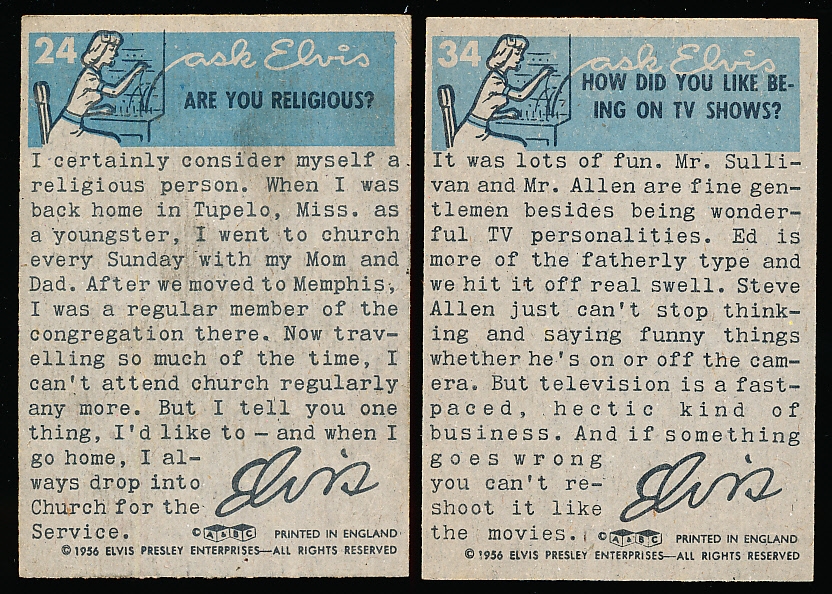 24
ask Elvis
ARE YOU RELIGIOUS?
I certainly consider myself a
religious person. When I was
back home in Tupelo, Miss. as
a youngster, I went to church
every Sunday with my Mom and
Dad. After we moved to Memphis,
I was a regular member of the
congregation there. Now trav-
elling so much of the time, I
can't attend church regularly
any more. But I tell you one
thing, I'd like to — and when I
go home, I al-
ways drop into
Church for the
Service.
Elvis
© A&BC PRINTED IN ENGLAND
© 1956 ELVIS PRESLEY ENTERPRISES—ALL RIGHTS RESERVED
34
ask Elvis
HOW DID YOU LIKE BE-
ING ON TV SHOWS?
It was lots of fun. Mr. Sulli-
van and Mr. Allen are fine gen-
tlemen besides being wonder-
ful TV personalities. Ed is
more of the fatherly type and
we hit it off real swell. Steve
Allen just can't stop think-
ing and saying funny things
whether he's on or off the cam-
era. But television is a fast-
paced, hectic kind of
business. And if something
goes wrong
you can't re-
shoot it like
the movies.
Elvis
© A&BC PRINTED IN ENGLAND
© 1956 ELVIS PRESLEY ENTERPRISES—ALL RIGHTS RESERVED